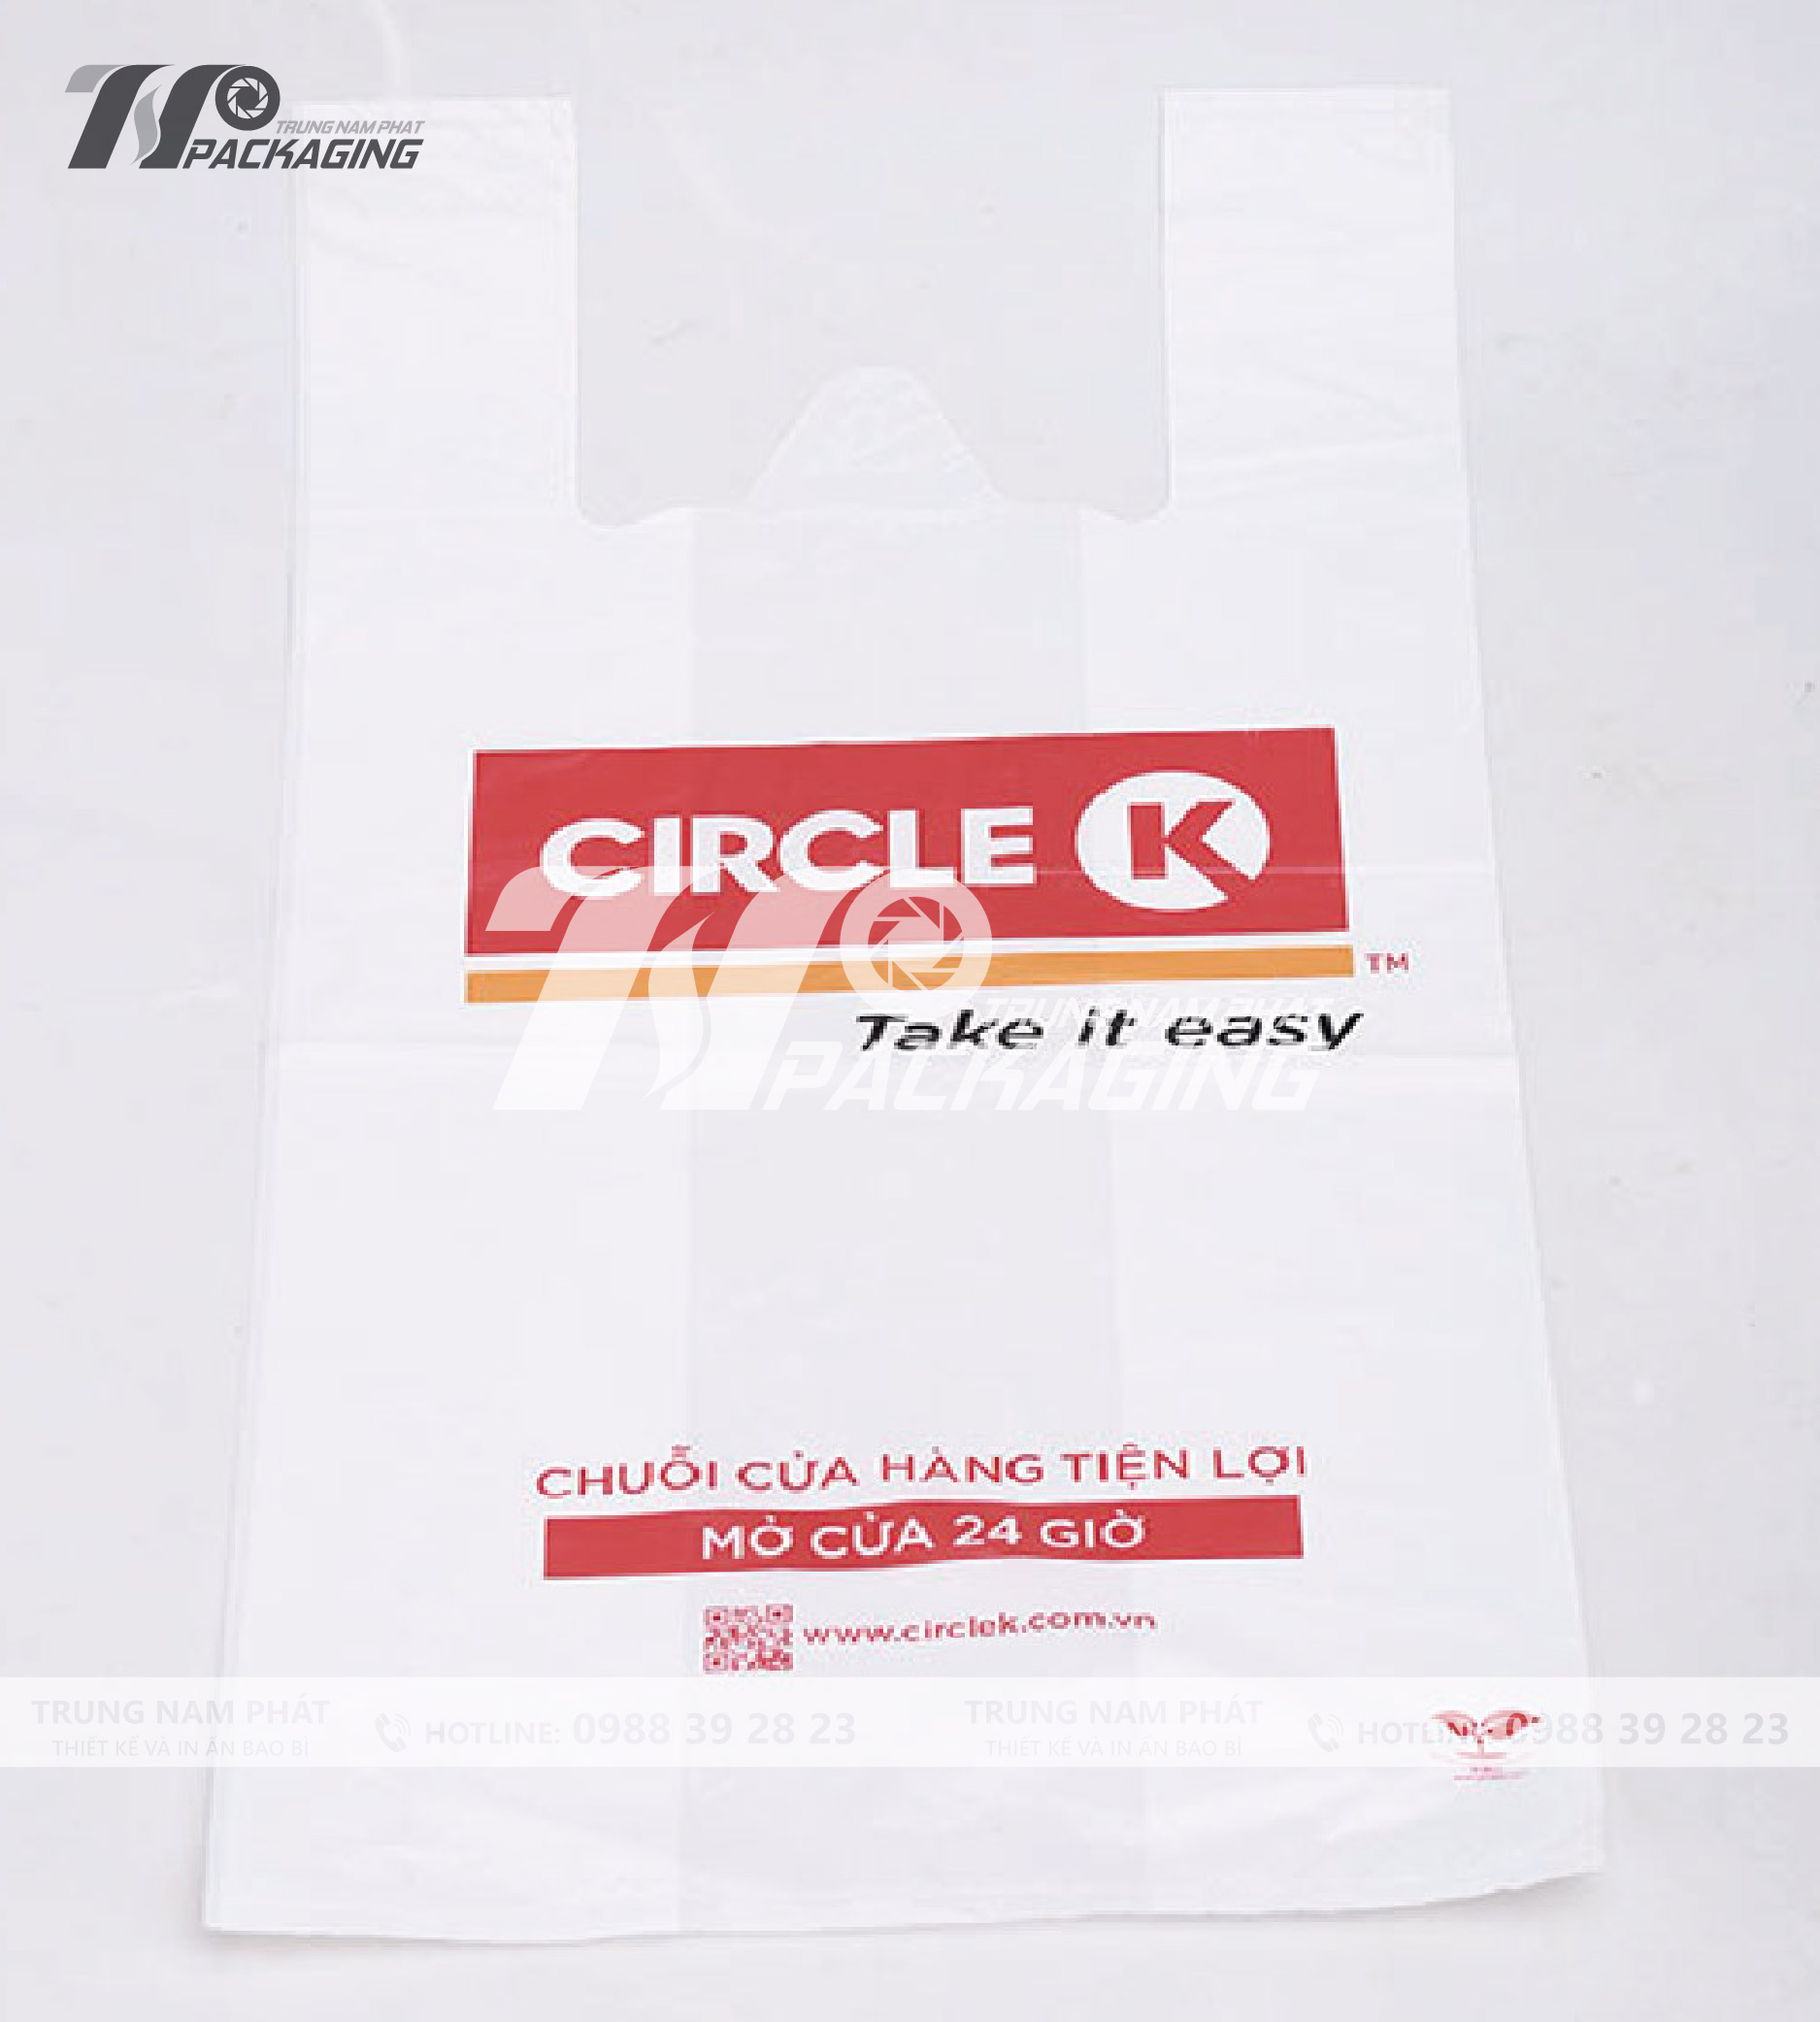 TRUNG NAM PHAT
PACKAGING
CIRCLE K
TM
Take it easy
TRUNG NAM PHAT
PACKAGING
CHUỖI CỬA HÀNG TIỆN LỢI
MỞ CỬA 24 GIỜ
www.circlek.com.vn
TRUNG NAM PHÁT
THIẾT KẾ VÀ IN ẤN BAO BÌ
HOTLINE: 0988 39 28 23
TRUNG NAM PHÁT
THIẾT KẾ VÀ IN ẤN BAO BÌ
HOTLINE: 0988 39 28 23